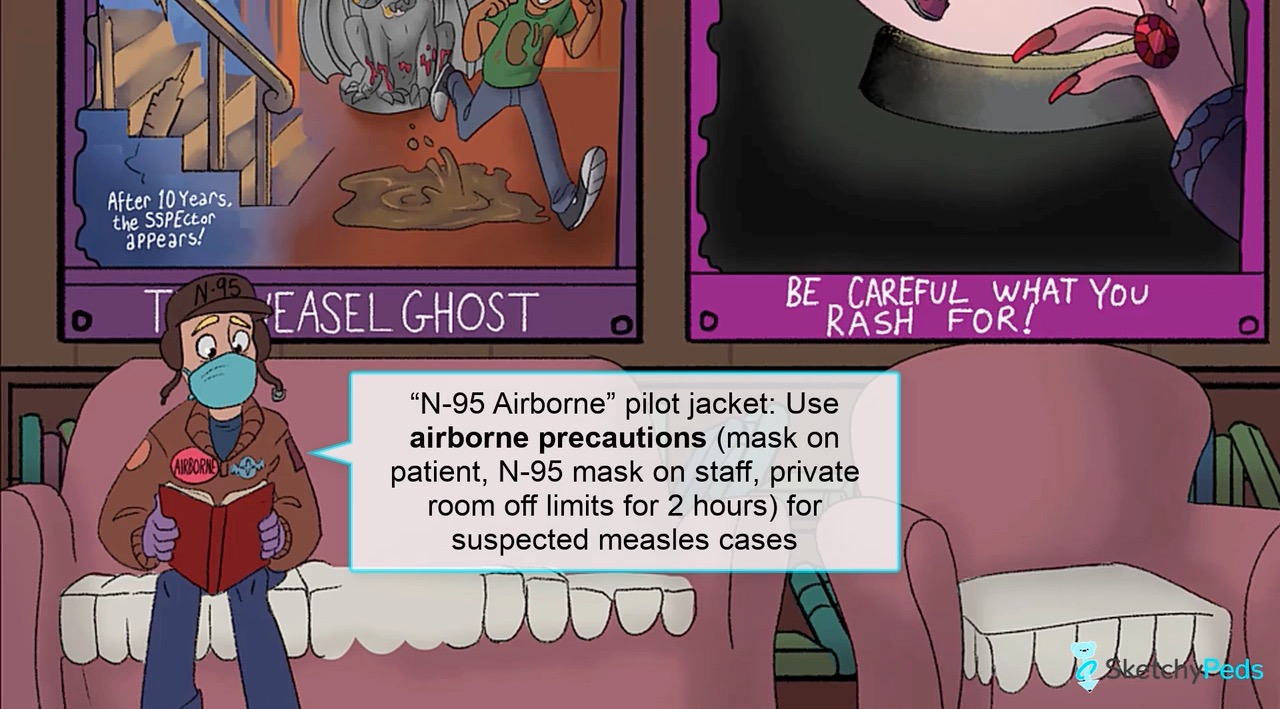 After 10 Years,
the SSPEctor
appears!
N-95
EASEL GHOST
BE CAREFUL WHAT YOU
RASH FOR!
“N-95 Airborne” pilot jacket: Use
airborne precautions (mask on
patient, N-95 mask on staff, private
room off limits for 2 hours) for
suspected measles cases
AIRBORNE
SketchyPeds